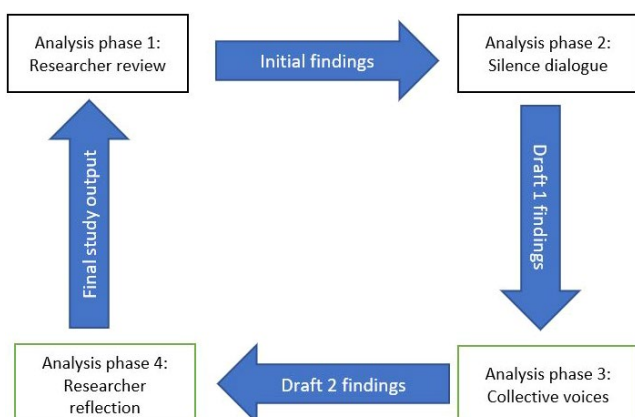 Analysis phase 1:
Researcher review
Initial findings
Analysis phase 2:
Silence dialogue
Draft 1 findings
Analysis phase 3:
Collective voices
Draft 2 findings
Analysis phase 4:
Researcher
reflection
Final study output